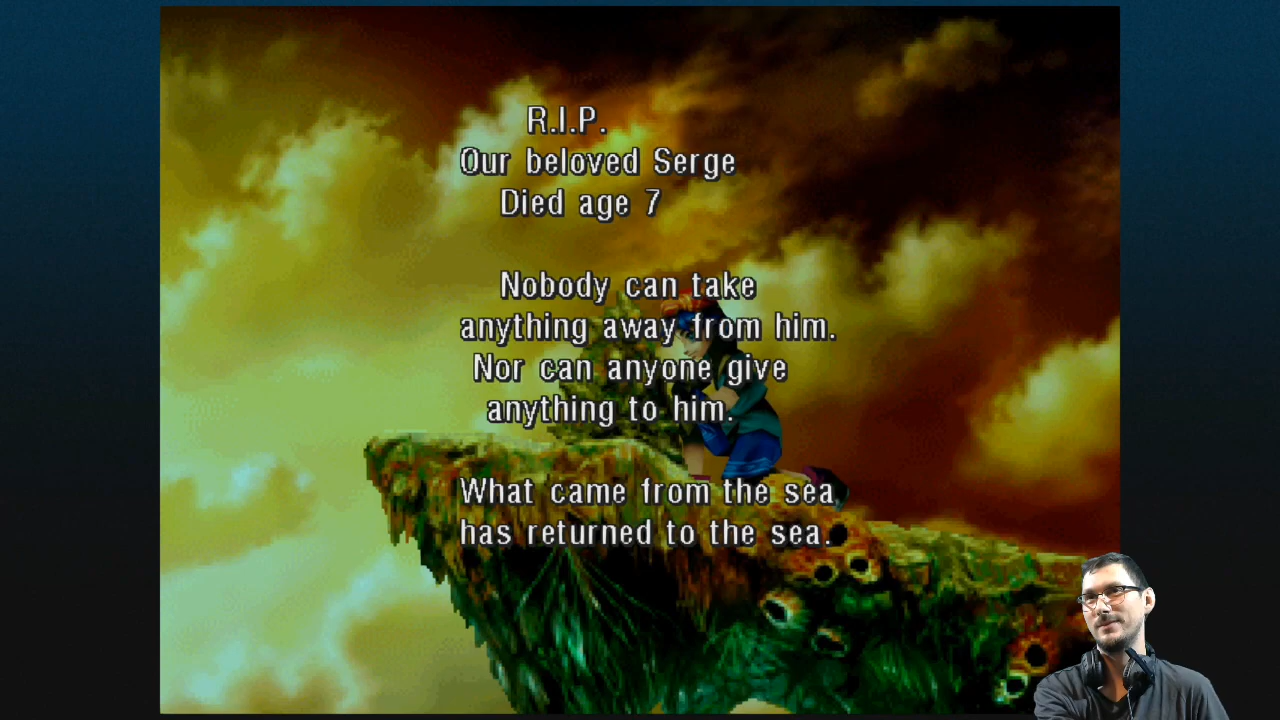 R.I.P.
Our beloved Serge
Died age 7
Nobody can take
anything away from him.
Nor can anyone give
anything to him.
What came from the sea
has returned to the sea.